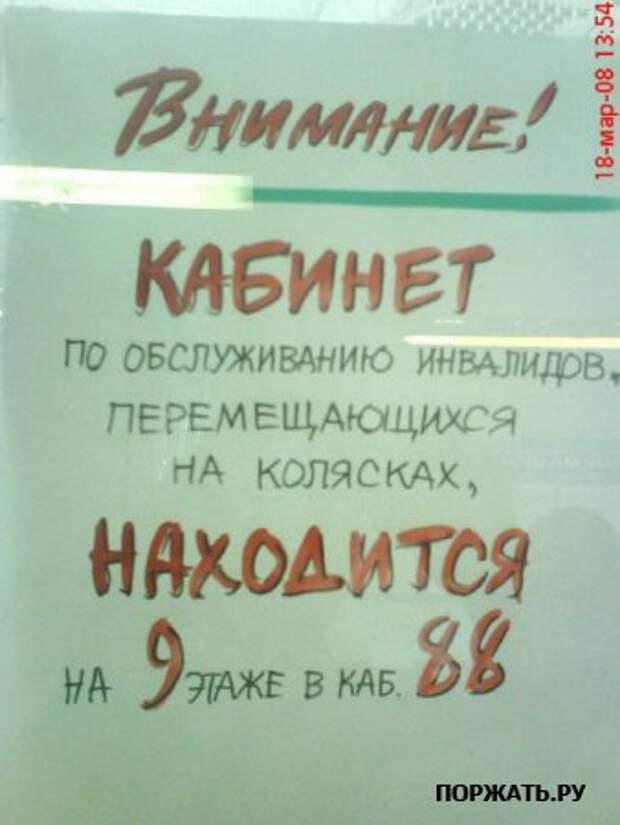 18-мар-08 13:54
Внимание!
КАБИНЕТ
ПО ОБСЛУЖИВАНИЮ ИНВАЛИДОВ,
ПЕРЕМЕЩАЮЩИХСЯ
НА КОЛЯСКАХ,
НАХОДИТСЯ
НА 9 ЭТАЖЕ В КАБ. 88
ПОРЖАТЬ.РУ